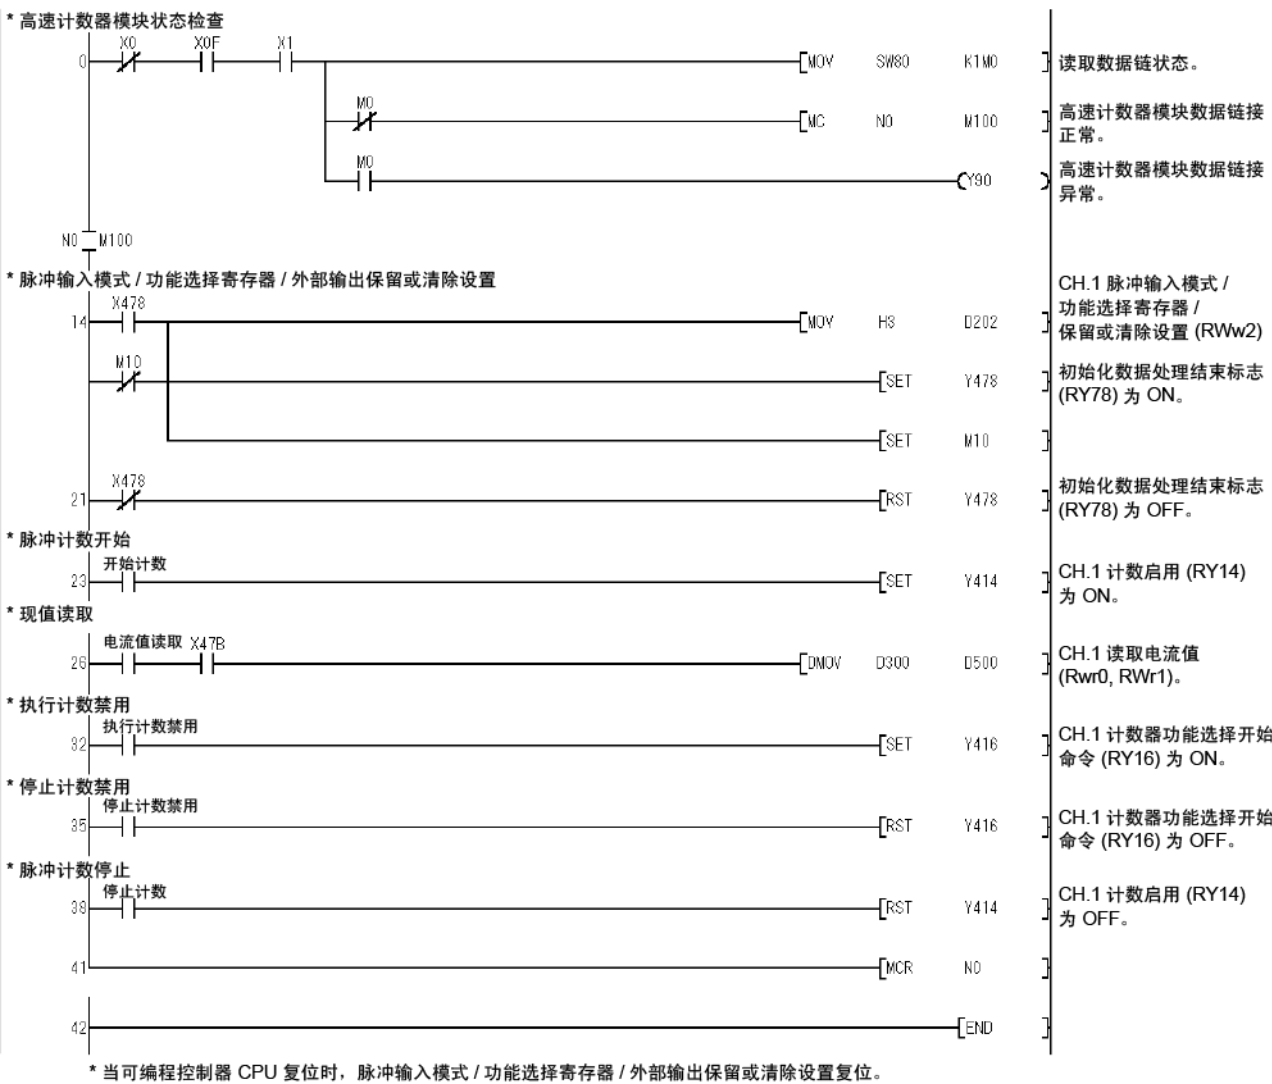 * 高速计数器模块状态检查
X0 X0F X1
0 MOV SW80 K1M0 读取数据链状态。
M0
MC N0 M100 高速计数器模块数据链接
正常。
M0
Y90 高速计数器模块数据链接
异常。
N0 M100
* 脉冲输入模式 / 功能选择寄存器 / 外部输出保留或清除设置
X478
14 MOV H3 D202 CH.1 脉冲输入模式 /
功能选择寄存器 /
保留或清除设置 (RWw2)
M10
SET Y478 初始化数据处理结束标志
(RY78) 为 ON。
SET M10
X478
21 RST Y478 初始化数据处理结束标志
(RY78) 为 OFF。
* 脉冲计数开始
开始计数
23 SET Y414 CH.1 计数启用 (RY14)
为 ON。
* 现值读取
电流值读取 X47B
26 DMOV D300 D500 CH.1 读取电流值
(Rwr0, RWr1)。
* 执行计数禁用
执行计数禁用
32 SET Y416 CH.1 计数器功能选择开始
命令 (RY16) 为 ON。
* 停止计数禁用
停止计数禁用
35 RST Y416 CH.1 计数器功能选择开始
命令 (RY16) 为 OFF。
* 脉冲计数停止
停止计数
38 RST Y414 CH.1 计数启用 (RY14)
为 OFF。
41 MCR N0
42 END
* 当可编程控制器 CPU 复位时，脉冲输入模式 / 功能选择寄存器 / 外部输出保留或清除设置复位。